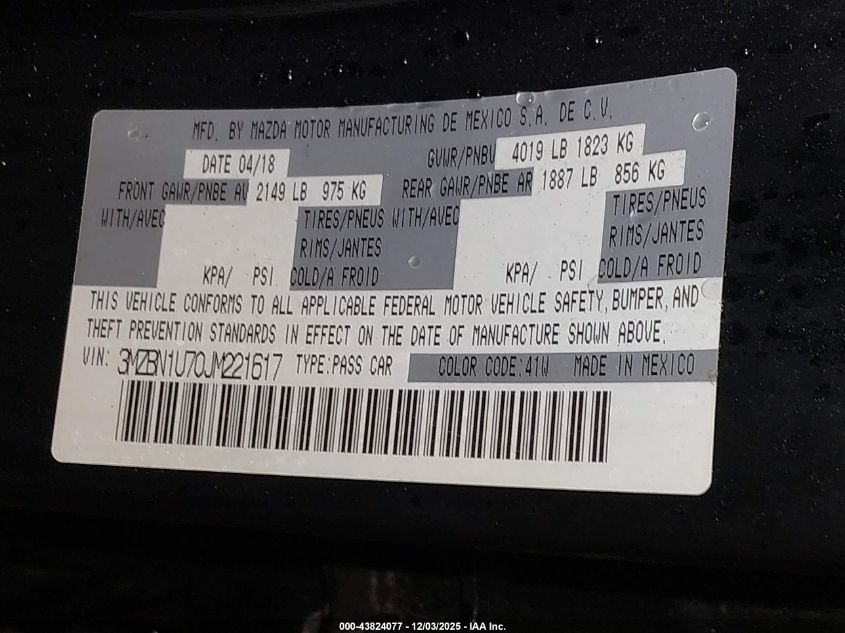 MFD. BY MAZDA MOTOR MANUFACTURING DE MEXICO S.A. DE C.V.
DATE 04/18 GVWR/PNBV 4019 LB 1823 KG
FRONT GAWR/PNBE AV 2149 LB 975 KG REAR GAWR/PNBE AR 1887 LB 856 KG
WITH/AVEC TIRES/PNEUS WITH/AVEC TIRES/PNEUS
RIMS/JANTES RIMS/JANTES
KPA/ PSI COLD/A FROID KPA/ PSI COLD/A FROID
THIS VEHICLE CONFORMS TO ALL APPLICABLE FEDERAL MOTOR VEHICLE SAFETY, BUMPER, AND
THEFT PREVENTION STANDARDS IN EFFECT ON THE DATE OF MANUFACTURE SHOWN ABOVE.
VIN: 3MZBN1U70JM221617 TYPE:PASS CAR COLOR CODE:41W MADE IN MEXICO
000-43824077 - 12/03/2025 - IAA Inc.